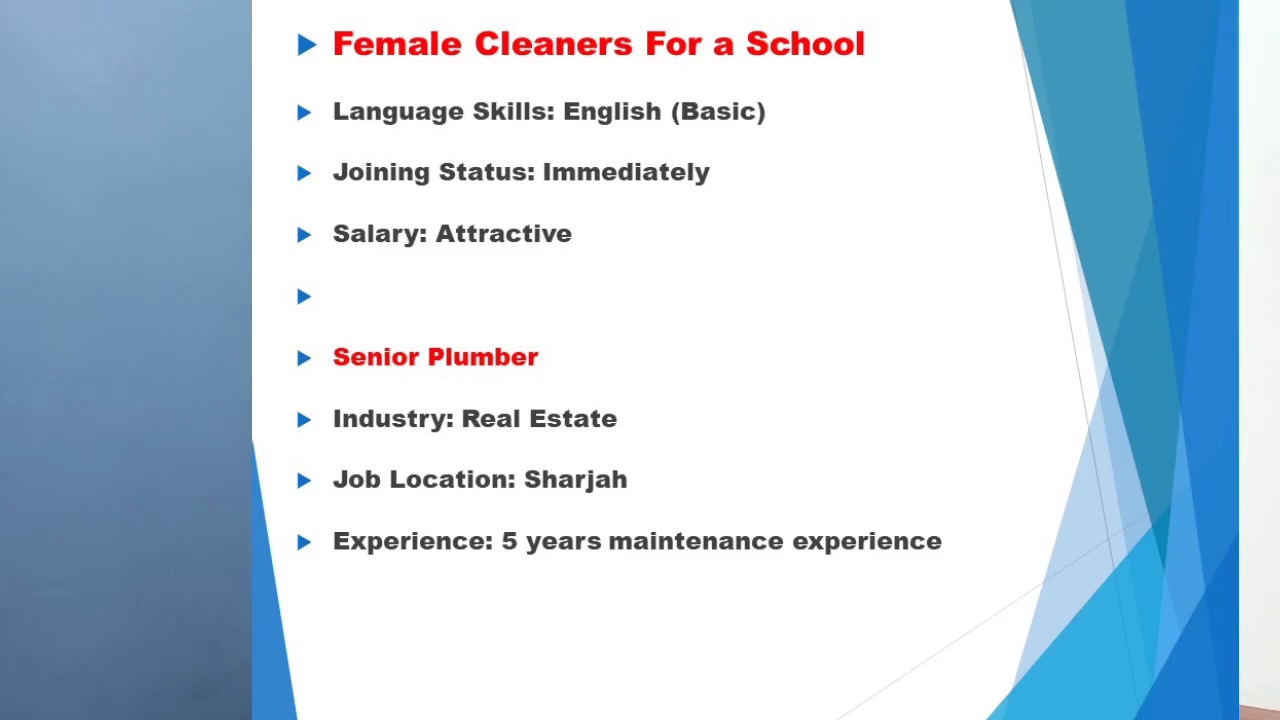 Female Cleaners For a School
Language Skills: English (Basic)
Joining Status: Immediately
Salary: Attractive
Senior Plumber
Industry: Real Estate
Job Location: Sharjah
Experience: 5 years maintenance experience